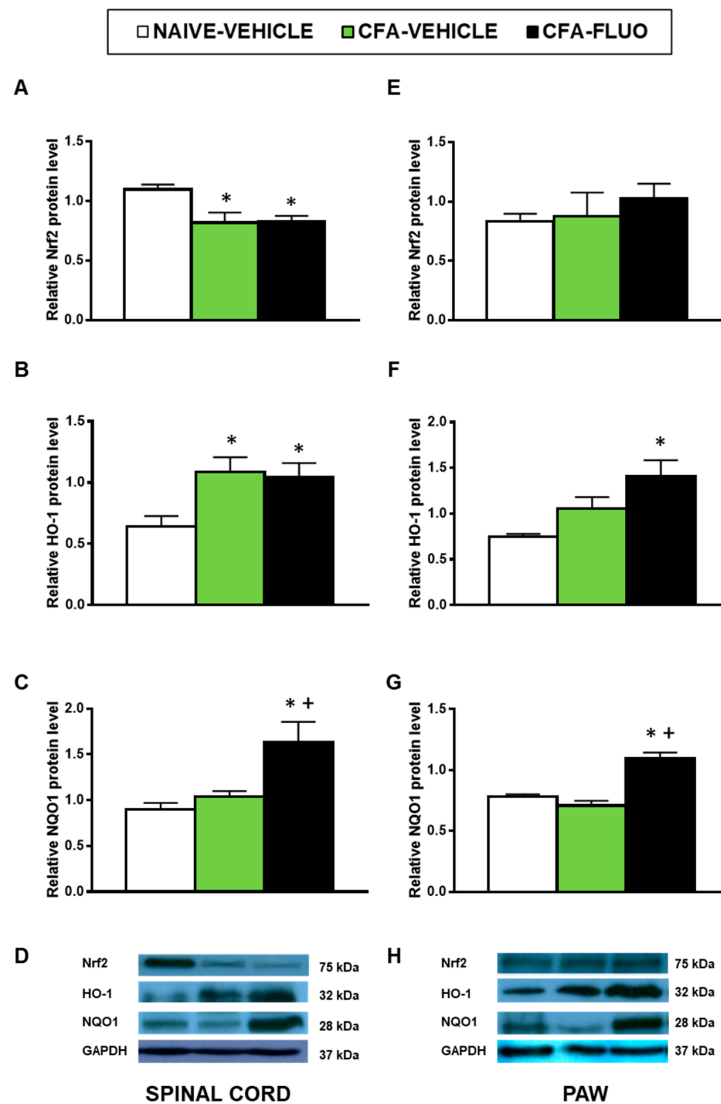 NAIVE-VEHICLE CFA-VEHICLE CFA-FLUO
A
Relative Nrf2 protein level
1.5
1.0
0.5
0.0
* *
E
Relative Nrf2 protein level
1.5
1.0
0.5
0.0
B
Relative HO-1 protein level
1.5
1.0
0.5
0.0
* *
F
Relative HO-1 protein level
2.0
1.5
1.0
0.5
0.0
*
C
Relative NQO1 protein level
2.0
1.5
1.0
0.5
0.0
* +
G
Relative NQO1 protein level
1.5
1.0
0.5
0.0
* +
D
Nrf2 75 kDa
HO-1 32 kDa
NQO1 28 kDa
GAPDH 37 kDa
SPINAL CORD
H
Nrf2 75 kDa
HO-1 32 kDa
NQO1 28 kDa
GAPDH 37 kDa
PAW